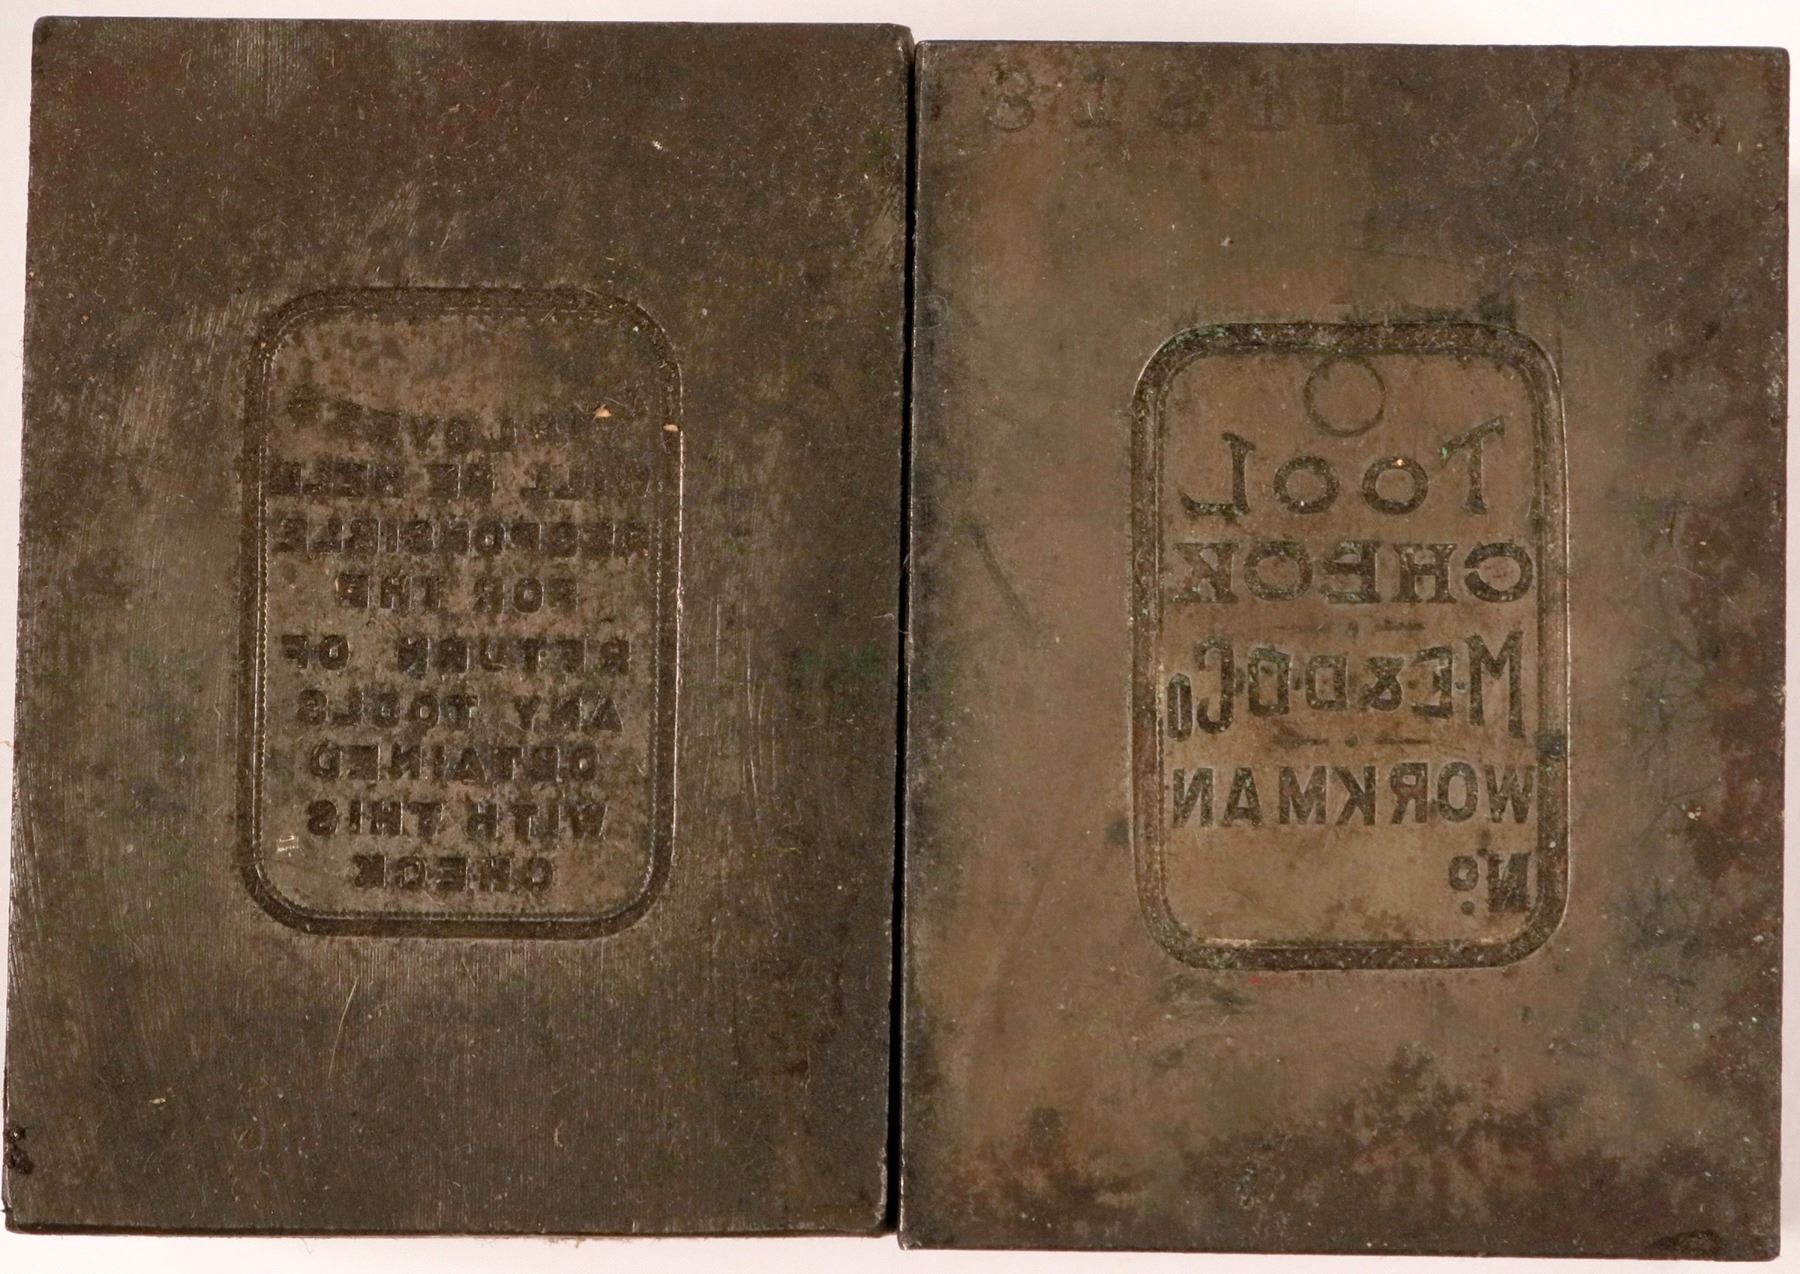 EMPLOYEE
WILL BE HELD
RESPONSIBLE
FOR THE
RETURN OF
ANY TOOLS
OBTAINED
WITH THIS
CHECK
TOOL
CHECK
M.E.&D.D.Co
WORKMAN
No.